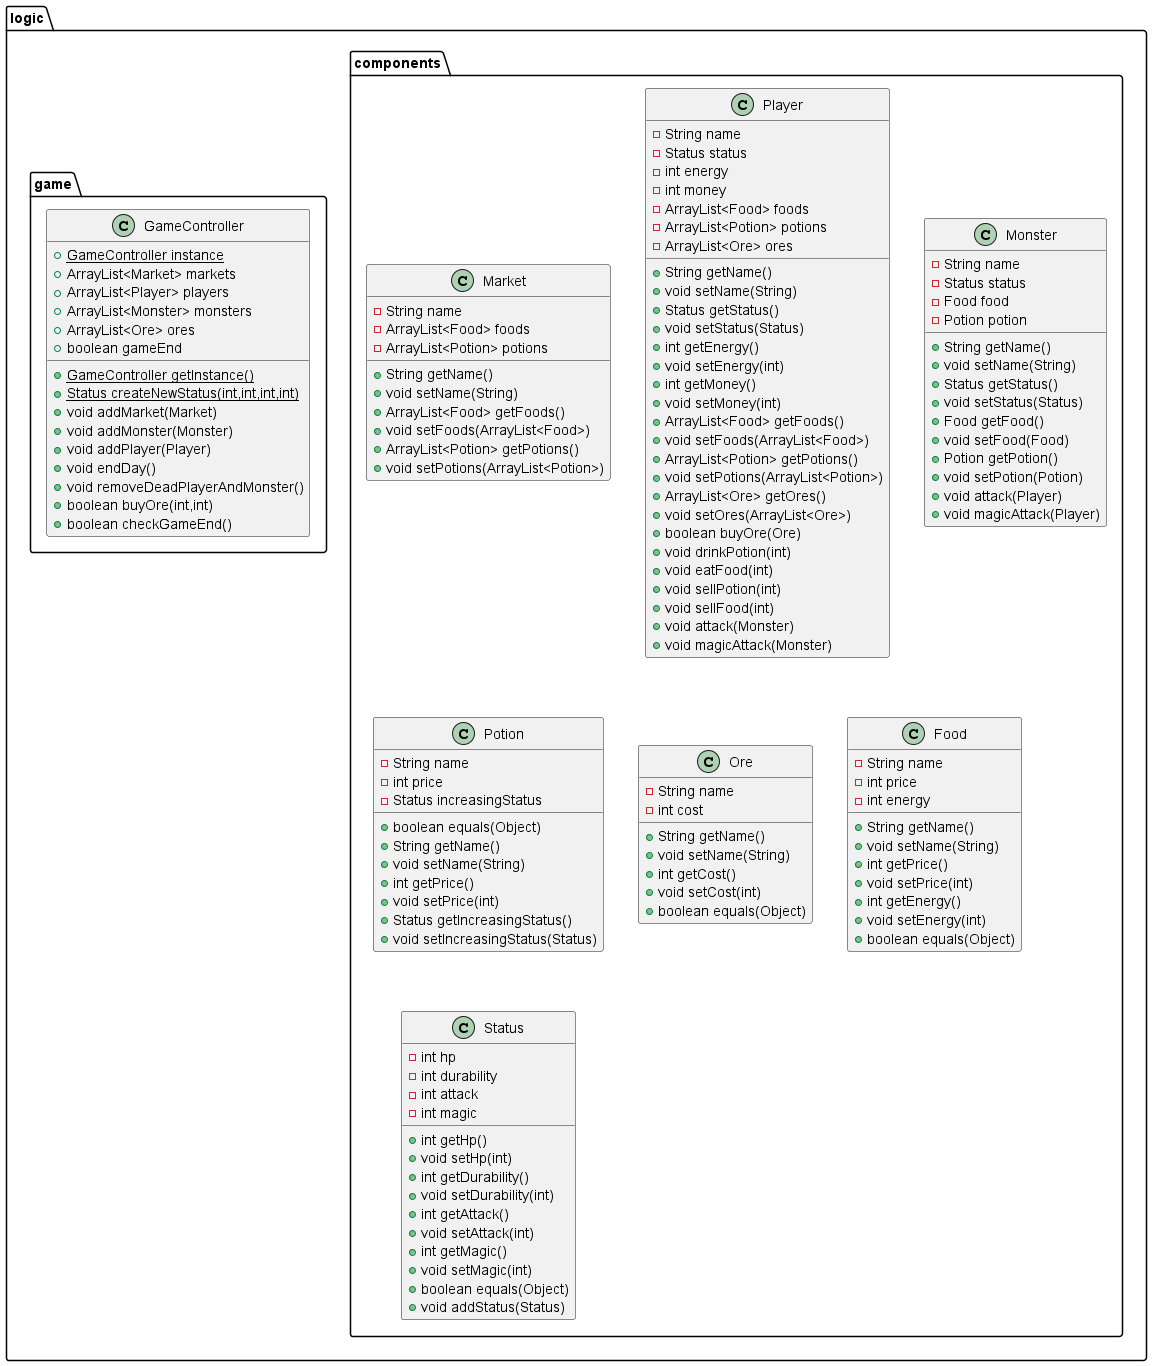 logic
components
game
C GameController
GameController instance
ArrayList<Market> markets
ArrayList<Player> players
ArrayList<Monster> monsters
ArrayList<Ore> ores
boolean gameEnd
GameController getInstance()
Status createNewStatus(int,int,int,int)
void addMarket(Market)
void addMonster(Monster)
void addPlayer(Player)
void endDay()
void removeDeadPlayerAndMonster()
boolean buyOre(int,int)
boolean checkGameEnd()
C Market
String name
ArrayList<Food> foods
ArrayList<Potion> potions
String getName()
void setName(String)
ArrayList<Food> getFoods()
void setFoods(ArrayList<Food>)
ArrayList<Potion> getPotions()
void setPotions(ArrayList<Potion>)
C Player
String name
Status status
int energy
int money
ArrayList<Food> foods
ArrayList<Potion> potions
ArrayList<Ore> ores
String getName()
void setName(String)
Status getStatus()
void setStatus(Status)
int getEnergy()
void setEnergy(int)
int getMoney()
void setMoney(int)
ArrayList<Food> getFoods()
void setFoods(ArrayList<Food>)
ArrayList<Potion> getPotions()
void setPotions(ArrayList<Potion>)
ArrayList<Ore> getOres()
void setOres(ArrayList<Ore>)
boolean buyOre(Ore)
void drinkPotion(int)
void eatFood(int)
void sellPotion(int)
void sellFood(int)
void attack(Monster)
void magicAttack(Monster)
C Monster
String name
Status status
Food food
Potion potion
String getName()
void setName(String)
Status getStatus()
void setStatus(Status)
Food getFood()
void setFood(Food)
Potion getPotion()
void setPotion(Potion)
void attack(Player)
void magicAttack(Player)
C Potion
String name
int price
Status increasingStatus
boolean equals(Object)
String getName()
void setName(String)
int getPrice()
void setPrice(int)
Status getIncreasingStatus()
void setIncreasingStatus(Status)
C Ore
String name
int cost
String getName()
void setName(String)
int getCost()
void setCost(int)
boolean equals(Object)
C Food
String name
int price
int energy
String getName()
void setName(String)
int getPrice()
void setPrice(int)
int getEnergy()
void setEnergy(int)
boolean equals(Object)
C Status
int hp
int durability
int attack
int magic
int getHp()
void setHp(int)
int getDurability()
void setDurability(int)
int getAttack()
void setAttack(int)
int getMagic()
void setMagic(int)
boolean equals(Object)
void addStatus(Status)